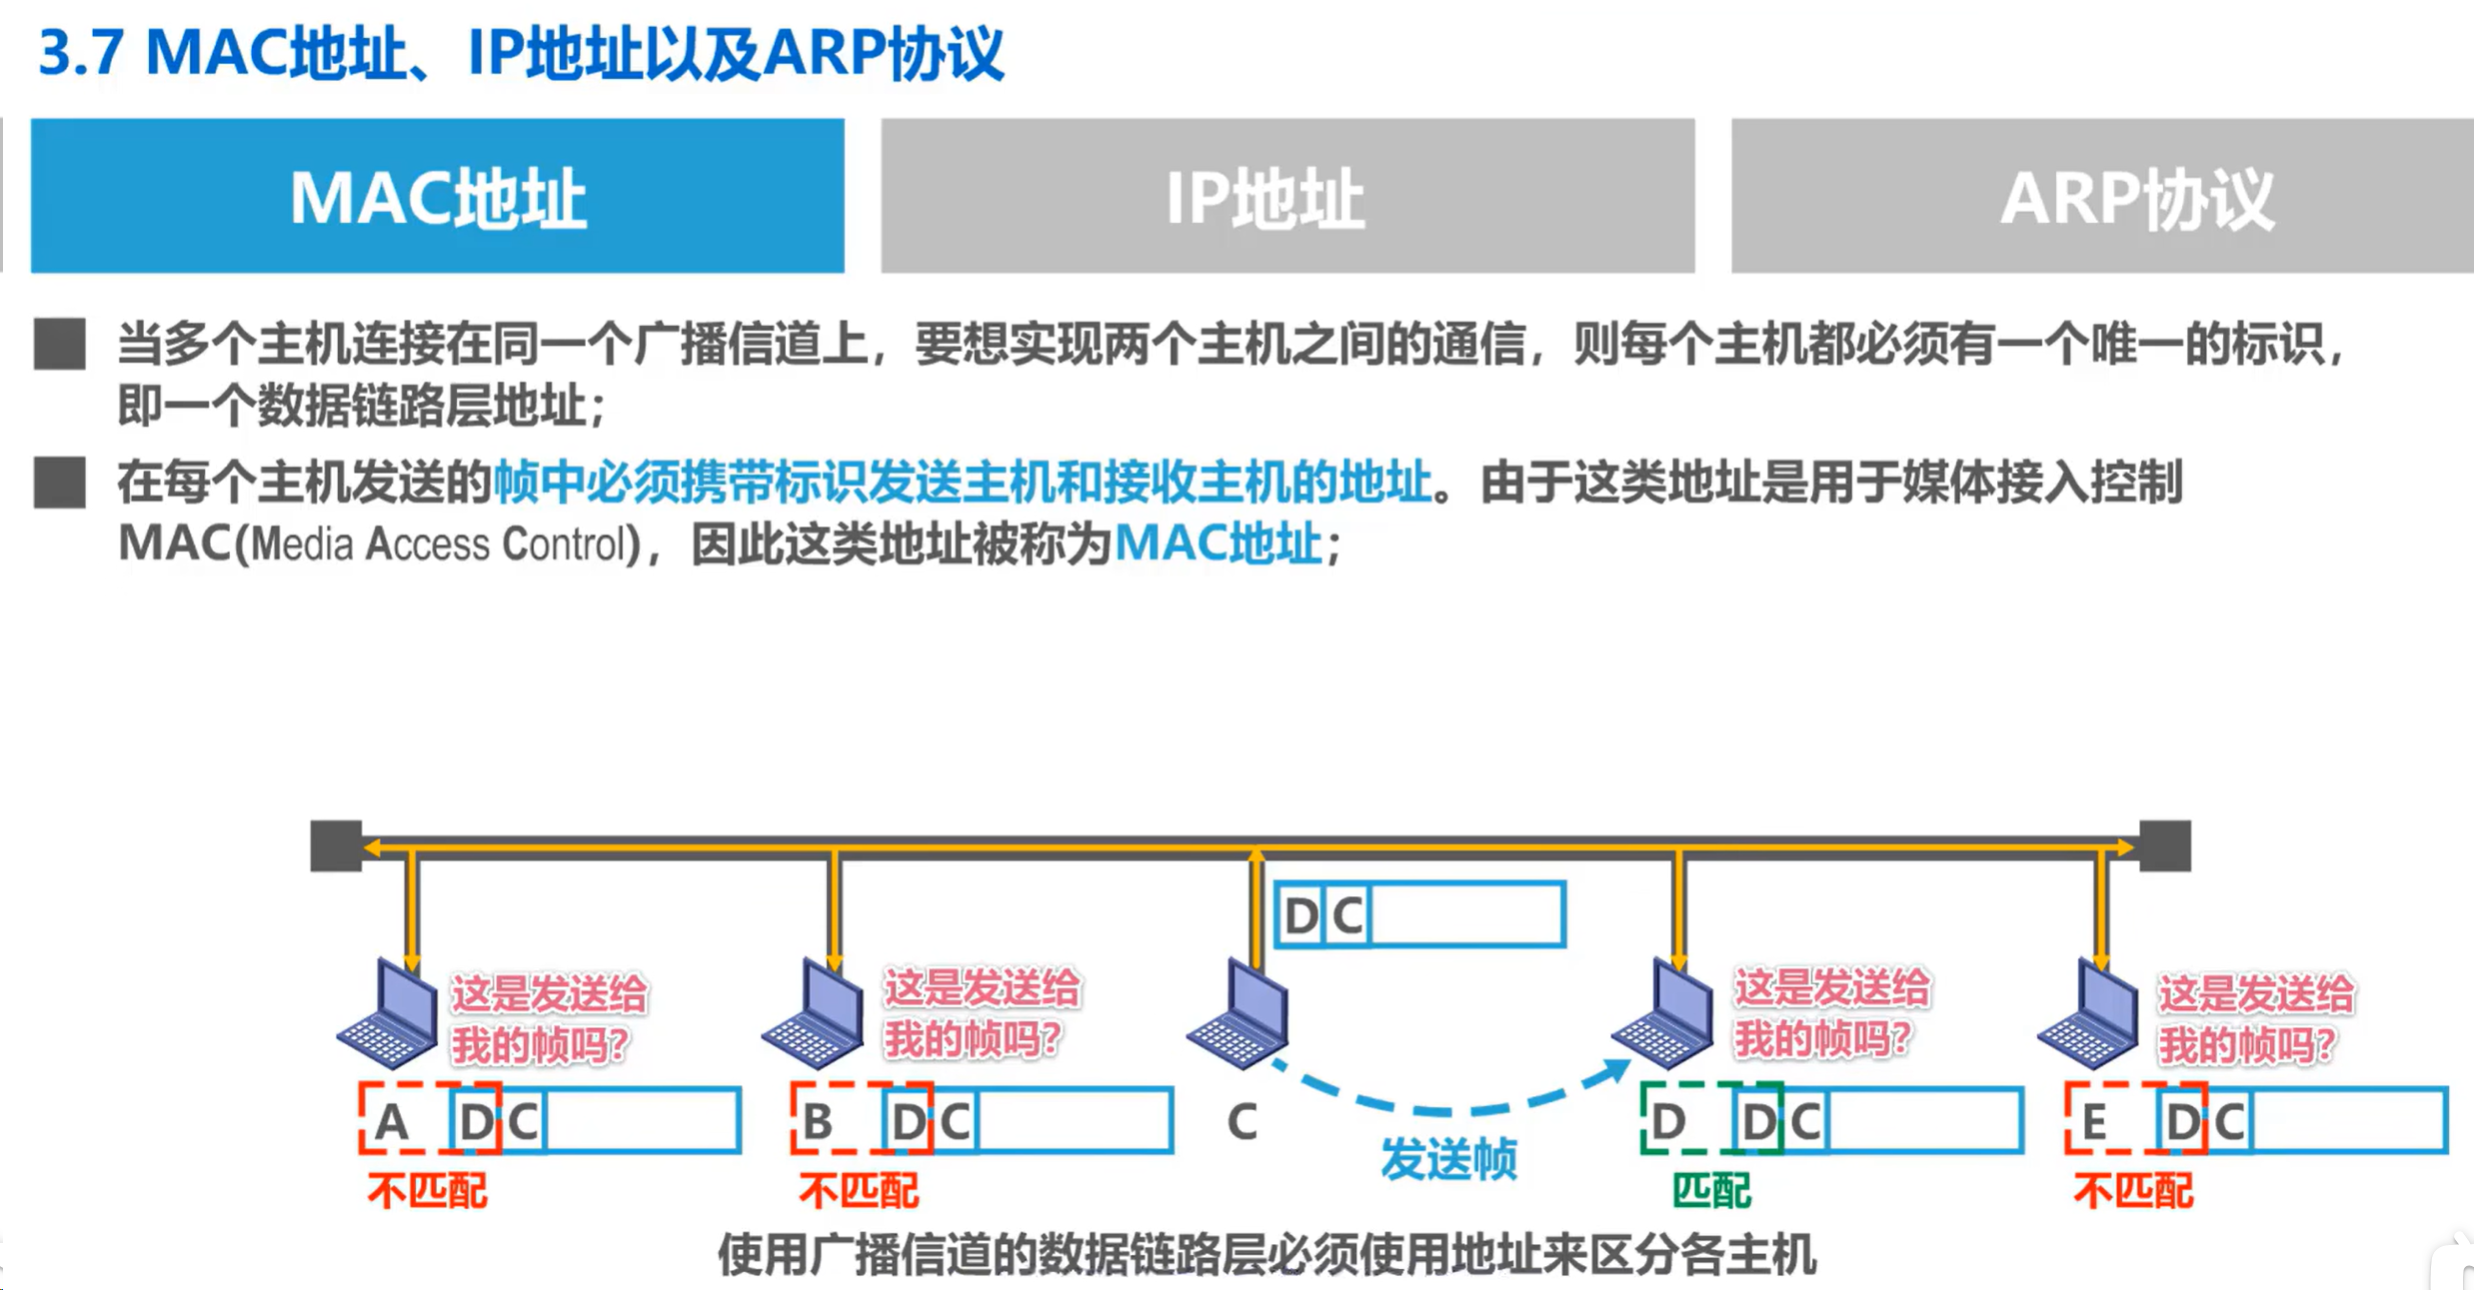 3.7 MAC地址、IP地址以及ARP协议
MAC地址
IP地址
ARP协议
当多个主机连接在同一个广播信道上，要想实现两个主机之间的通信，则每个主机都必须有一个唯一的标识，
即一个数据链路层地址；
在每个主机发送的帧中必须携带标识发送主机和接收主机的地址。由于这类地址是用于媒体接入控制
MAC(Media Access Control)，因此这类地址被称为MAC地址；
D C
这是发送给
我的帧吗？
这是发送给
我的帧吗？
这是发送给
我的帧吗？
这是发送给
我的帧吗？
A D C
B D C
C
D D C
E D C
发送帧
不匹配
不匹配
匹配
不匹配
使用广播信道的数据链路层必须使用地址来区分各主机